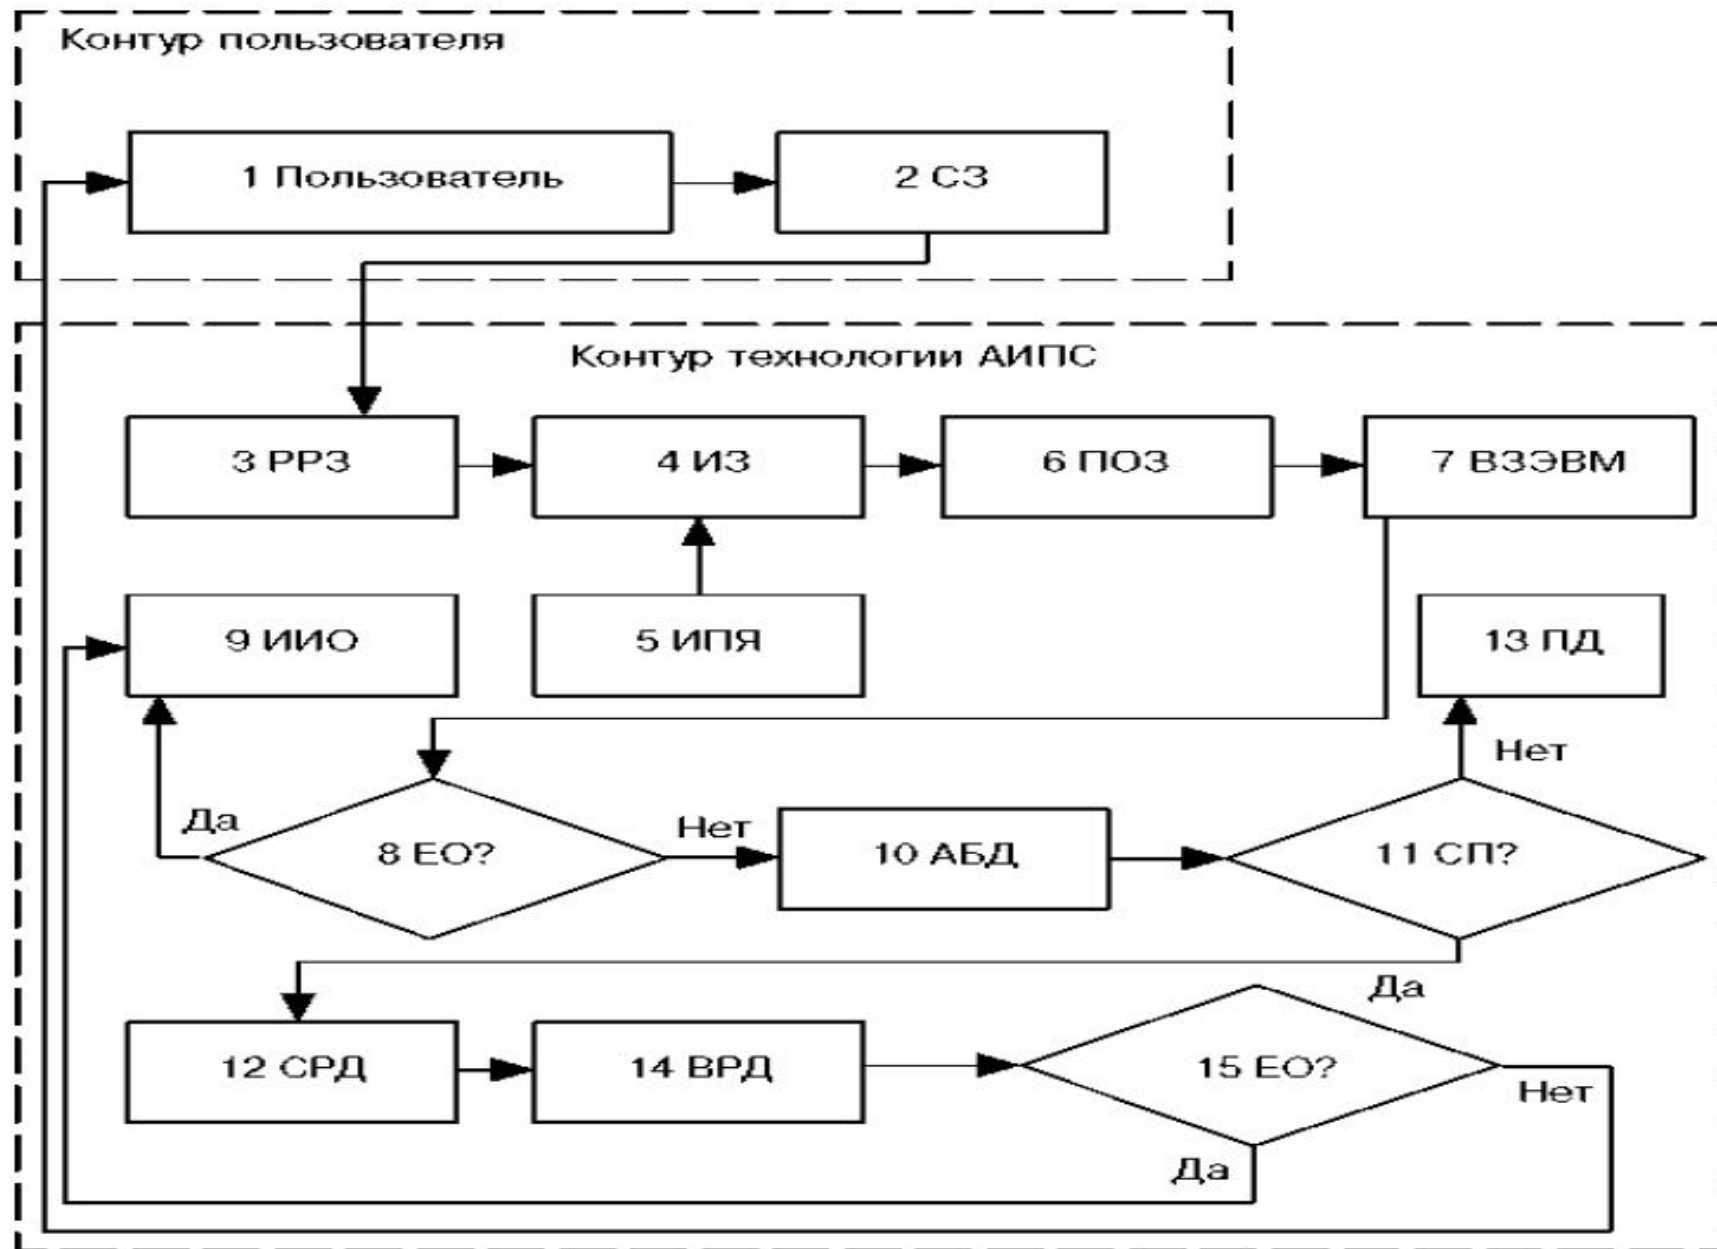 Контур пользователя
1 Пользователь
2 СЗ
Контур технологии АИПС
3 РРЗ
4 ИЗ
6 ПОЗ
7 ВЗЭВМ
9 ИИО
5 ИПЯ
13 ПД
Нет
Да
8 ЕО?
Нет
10 АБД
11 СП?
Да
12 СРД
14 ВРД
15 ЕО?
Нет
Да